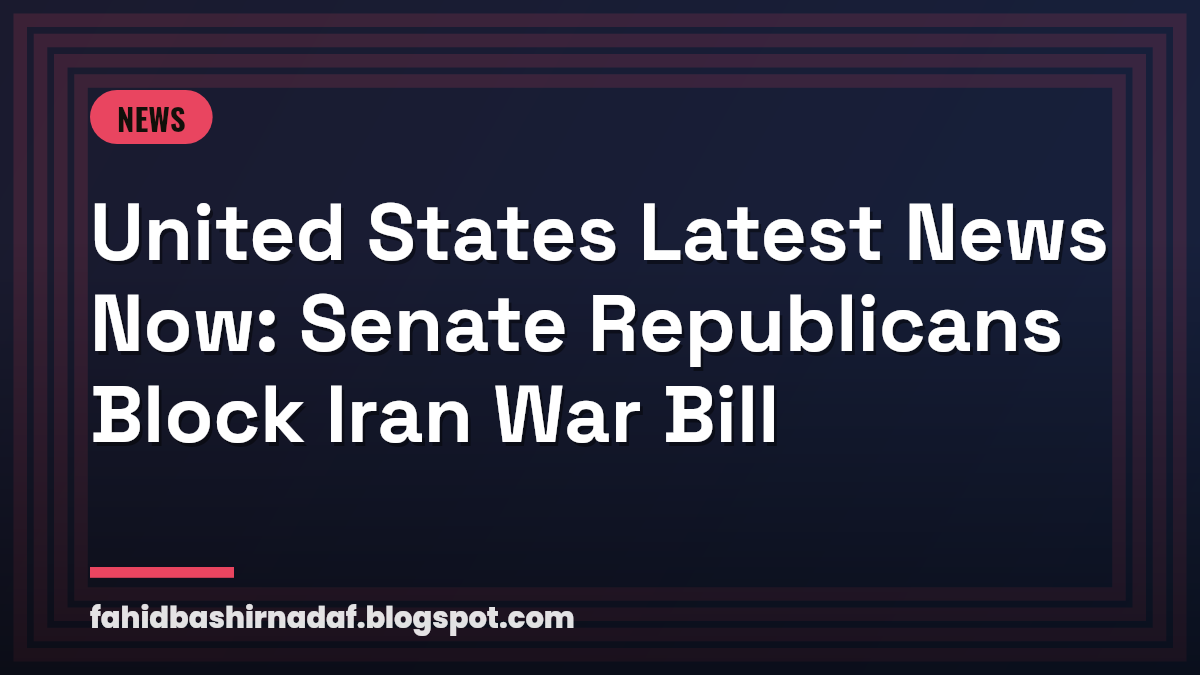 NEWS
United States Latest News
Now: Senate Republicans
Block Iran War Bill
fahidbashirnadaf.blogspot.com